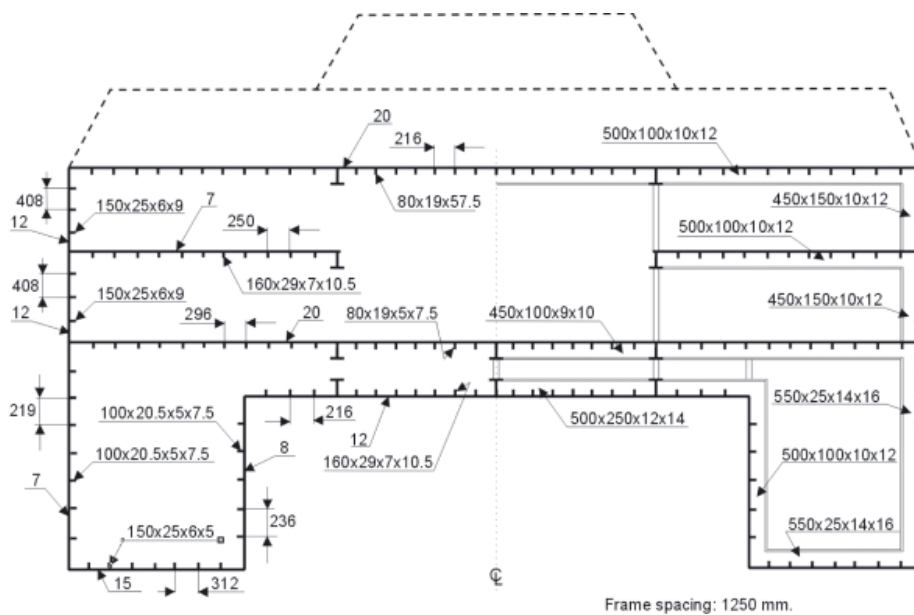 20
216
500x100x10x12
408
150x25x6x9
7
80x19x57.5
450x150x10x12
12
250
500x100x10x12
160x29x7x10.5
408
150x25x6x9
296
20
80x19x5x7.5
450x100x9x10
450x150x10x12
12
219
100x20.5x5x7.5
216
12
500x250x12x14
550x25x14x16
100x20.5x5x7.5
8
160x29x7x10.5
500x100x10x12
7
236
150x25x6x5
550x25x14x16
15
312
℄
Frame spacing: 1250 mm.